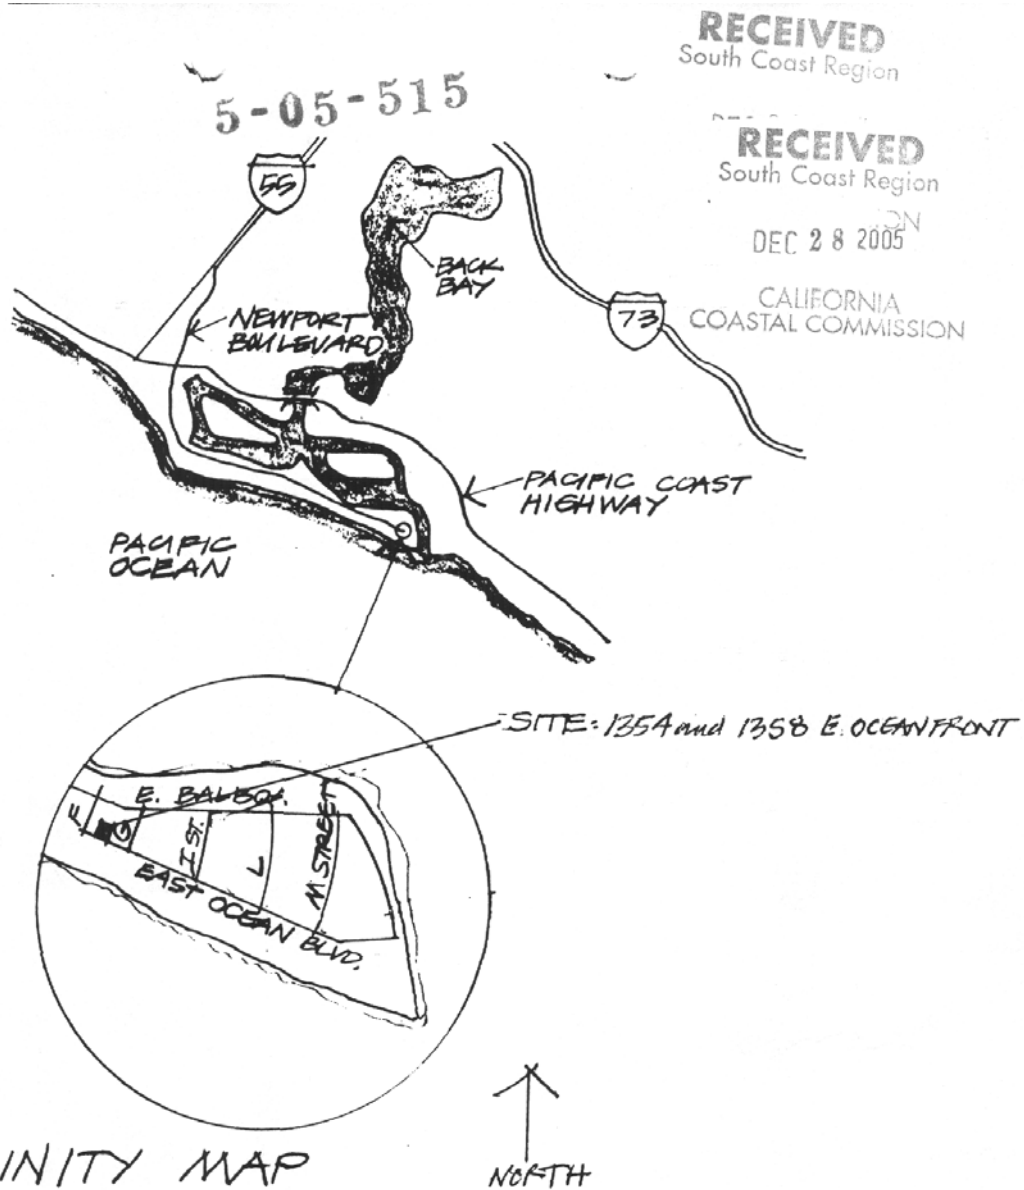 RECEIVED
South Coast Region
5-05-515
RECEIVED
South Coast Region
DEC 28 2005
CALIFORNIA
COASTAL COMMISSION
55
BACK
BAY
73
NEWPORT
BOULEVARD
PACIFIC COAST
HIGHWAY
PACIFIC
OCEAN
SITE: 1354 and 1358 E. OCEANFRONT
E. BALBOA.
F
G
I ST.
L
M STREET
EAST OCEAN BLVD.
INITY MAP
NORTH